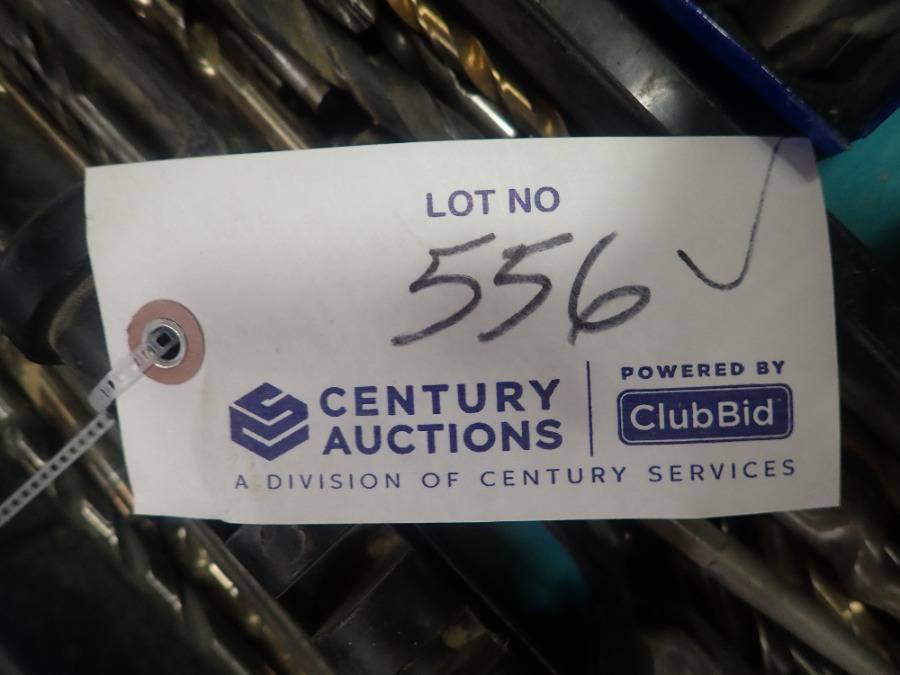 LOT NO
556
CENTURY
AUCTIONS
POWERED BY
ClubBid
A DIVISION OF CENTURY SERVICES